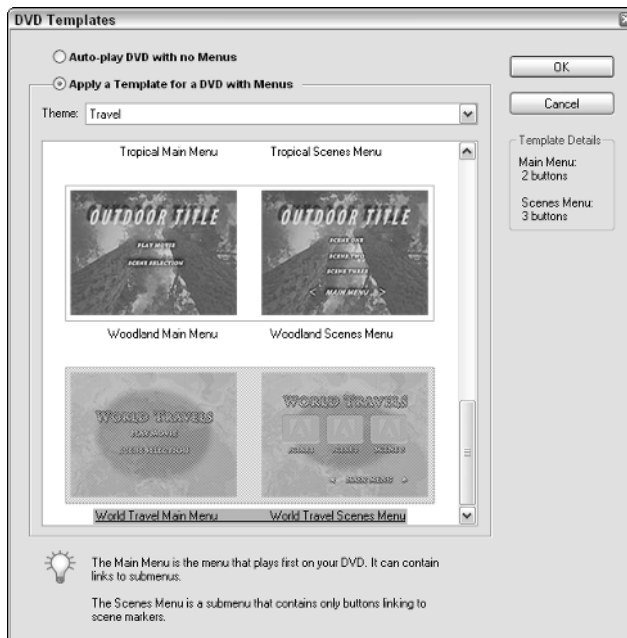 DVD Templates
Auto-play DVD with no Menus
Apply a Template for a DVD with Menus
Theme: Travel
Tropical Main Menu Tropical Scenes Menu
OUTDOOR TITLE
PLAY MOVIE
SCENE SELECTION
OUTDOOR TITLE
SCENE ONE
SCENE TWO
SCENE THREE
< MAIN MENU >
Woodland Main Menu Woodland Scenes Menu
WORLD TRAVELS
PLAY MOVIE
SCENE SELECTION
WORLD TRAVELS
MAIN MENU
World Travel Main Menu World Travel Scenes Menu
OK
Cancel
Template Details
Main Menu:
2 buttons
Scenes Menu:
3 buttons
The Main Menu is the menu that plays first on your DVD. It can contain
links to submenus.
The Scenes Menu is a submenu that contains only buttons linking to
scene markers.